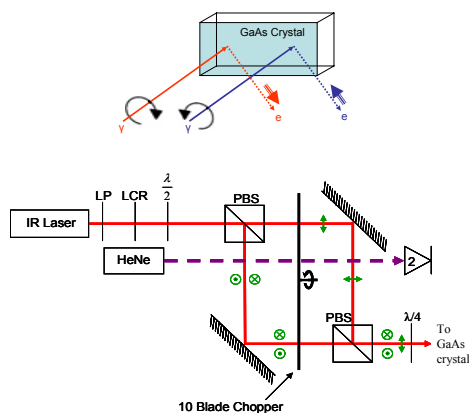 GaAs Crystal
γ
γ
e
e
LP
LCR
λ/2
PBS
IR Laser
HeNe
2
PBS
λ/4
To
GaAs
crystal
10 Blade Chopper